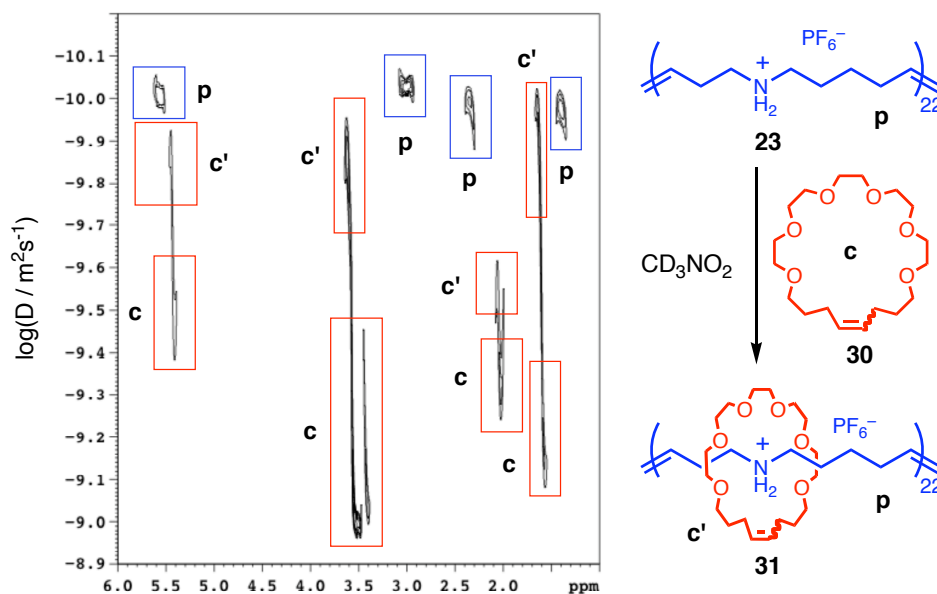 log(D / m²s⁻¹)
-10.1
-10.0
-9.9
-9.8
-9.7
-9.6
-9.5
-9.4
-9.3
-9.2
-9.1
-9.0
-8.9
6.0 5.5 5.0 4.5 4.0 3.5 3.0 2.5 2.0 ppm
p
c'
c
c'
c
p
p
c'
p
c'
c
c
PF₆⁻
+
N
H₂
22
p
23
CD₃NO₂
O O
O O
c
O O
30
PF₆⁻
O O
O O
+
N
H₂
O O
22
c'
p
31